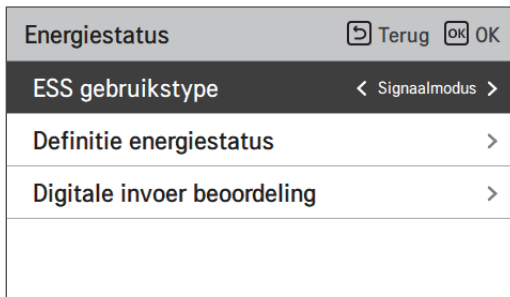 Energiestatus Terug OK OK
ESS gebruikstype < Signaalmodus >
Definitie energiestatus >
Digitale invoer beoordeling >